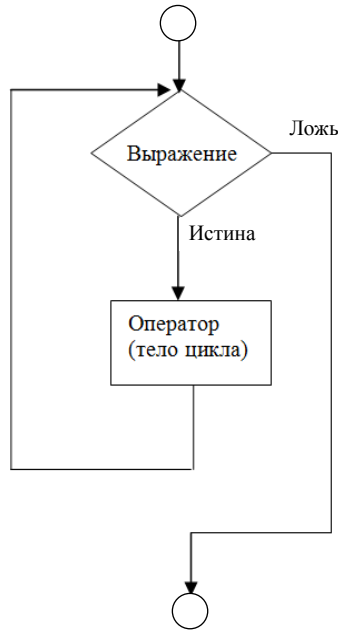 Ложь
Выражение
Истина
Оператор
(тело цикла)